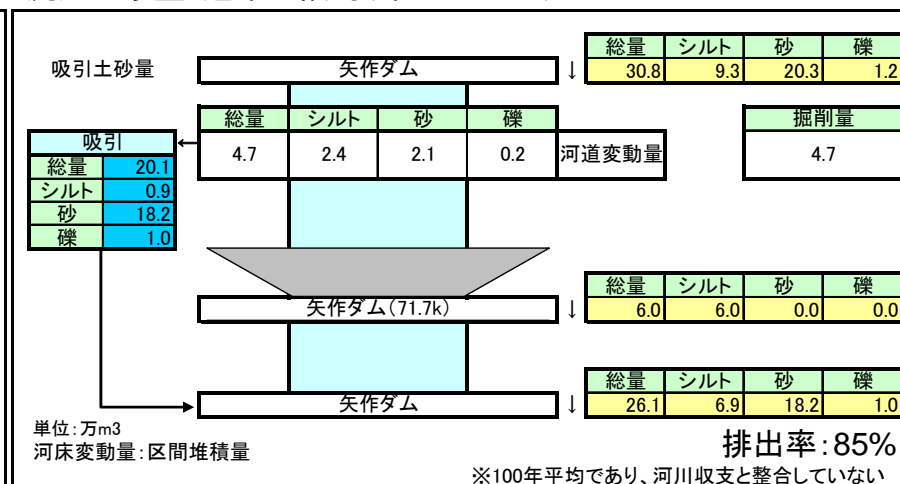 総量 シルト 砂 礫
吸引土砂量 矢作ダム ↓ 30.8 9.3 20.3 1.2
総量 シルト 砂 礫 掘削量
吸引 ← 4.7 2.4 2.1 0.2 河道変動量 4.7
総量 20.1
シルト 0.9
砂 18.2
礫 1.0
総量 シルト 砂 礫
矢作ダム(71.7k) ↓ 6.0 6.0 0.0 0.0
総量 シルト 砂 礫
矢作ダム ↓ 26.1 6.9 18.2 1.0
単位:万m3
河床変動量:区間堆積量
排出率:85%
※100年平均であり、河川収支と整合していない